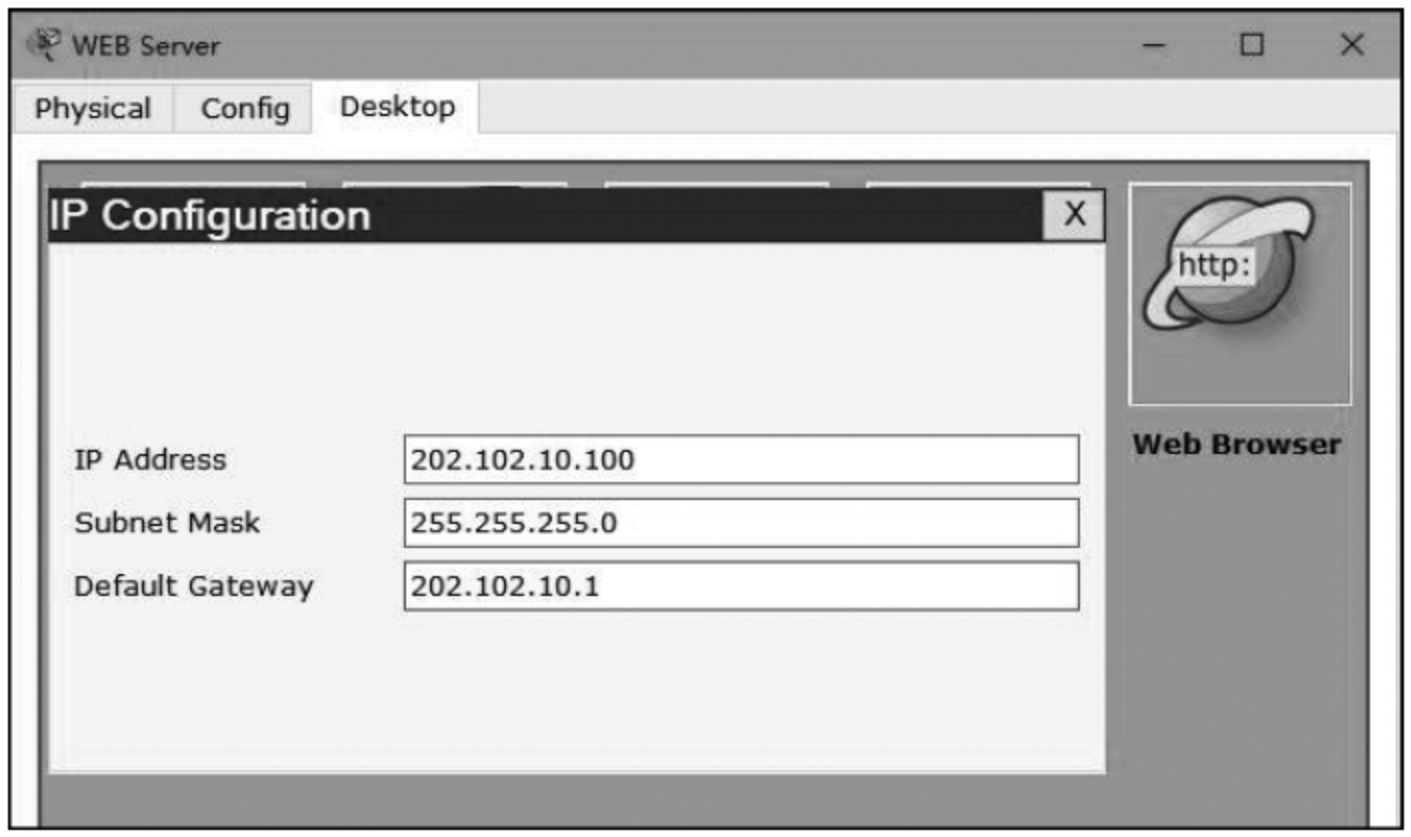 WEB Server
Physical Config Desktop
IP Configuration X
http:
Web Browser
IP Address 202.102.10.100
Subnet Mask 255.255.255.0
Default Gateway 202.102.10.1